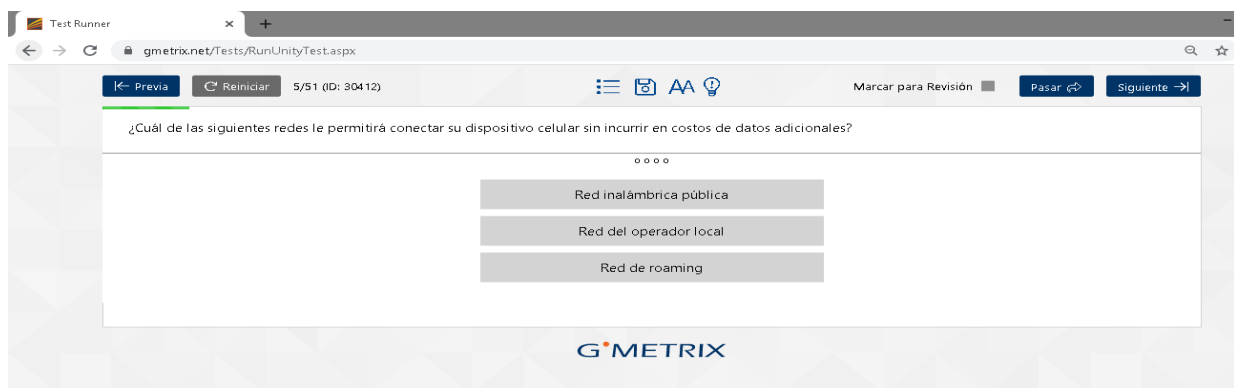 Test Runner
gmetrix.net/Tests/RunUnityTest.aspx
Previa Reiniciar 5/51 (ID: 30412) AA Marcar para Revisión Pasar Siguiente
¿Cuál de las siguientes redes le permitirá conectar su dispositivo celular sin incurrir en costos de datos adicionales?
Red inalámbrica pública
Red del operador local
Red de roaming
GMETRIX